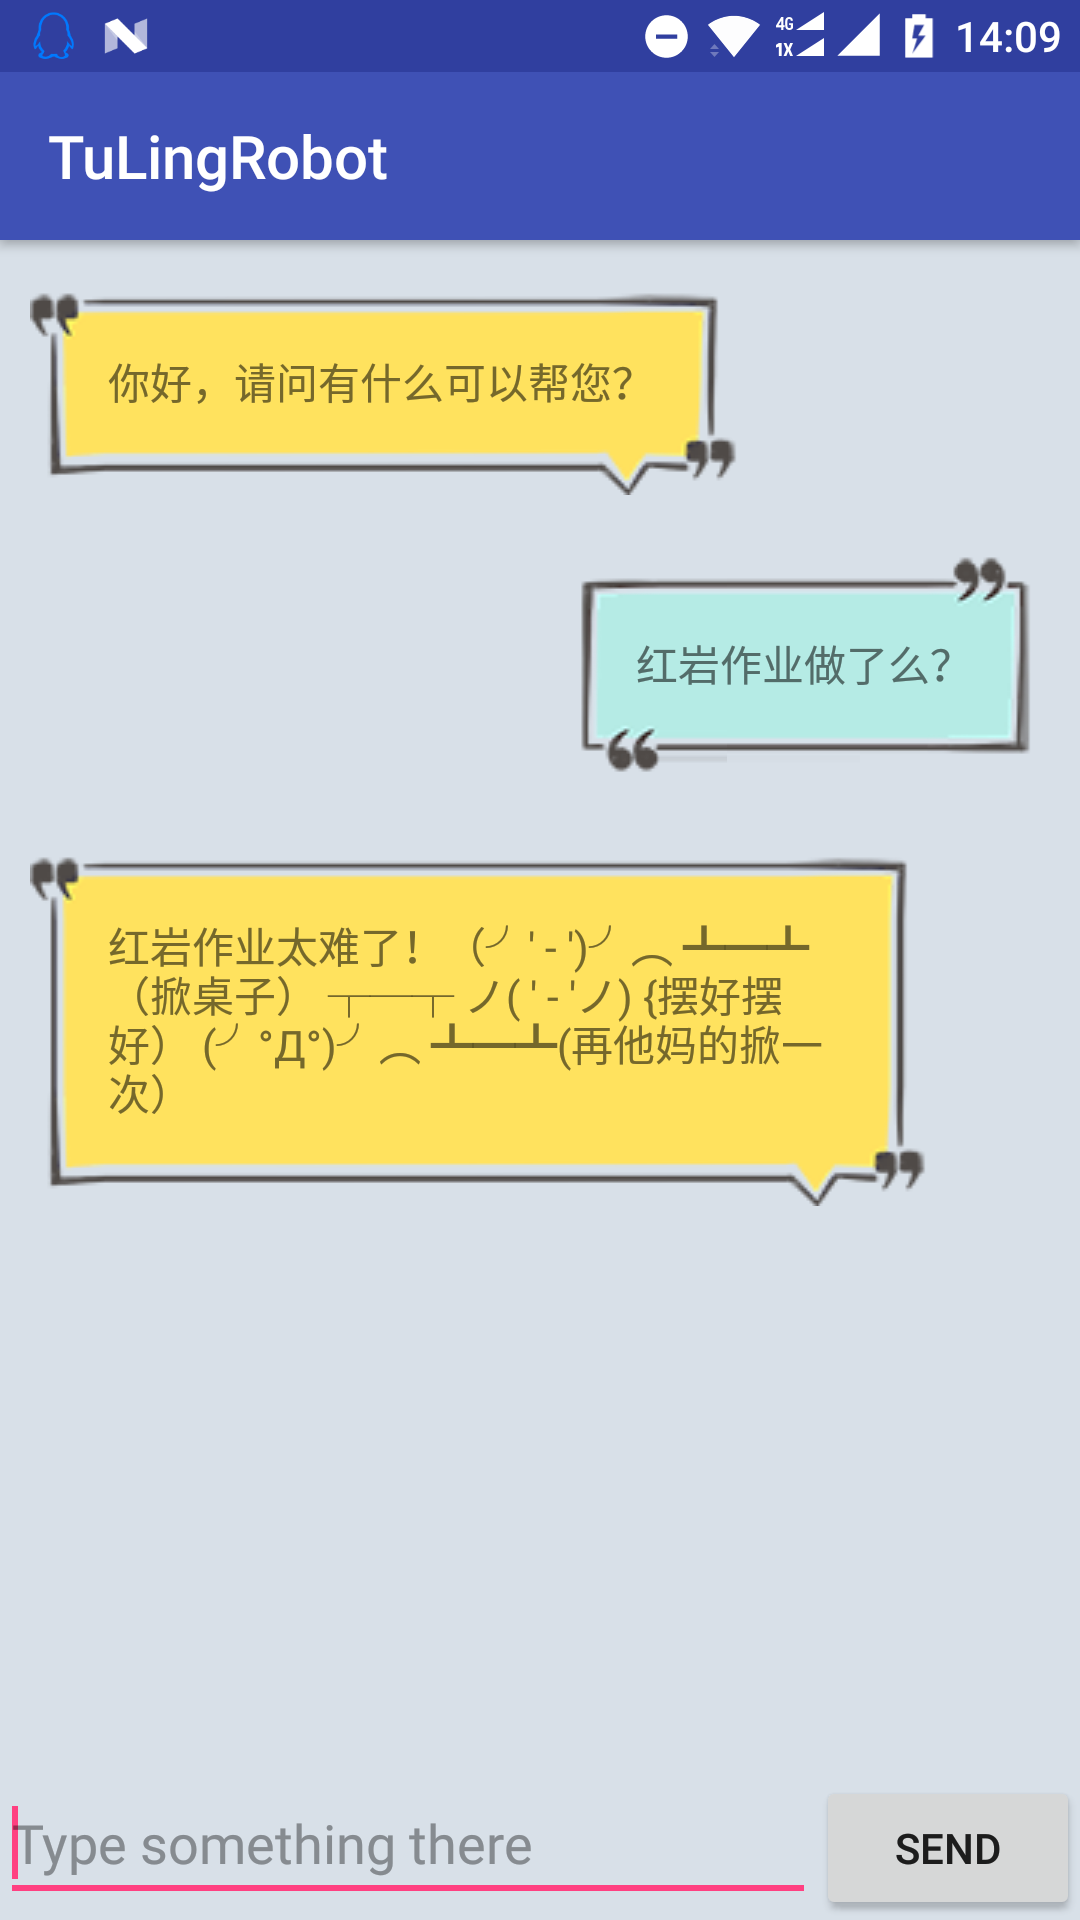 4G
1X
14:09
TuLingRobot
你好，请问有什么可以帮您？
红岩作业做了么？
红岩作业太难了！（╯' - ')╯︵ ┻━┻
（掀桌子） ┬─┬ ノ( ' - 'ノ) {摆好摆
好） (╯°Д°)╯︵ ┻━┻(再他妈的掀一
次）
Type something there
SEND